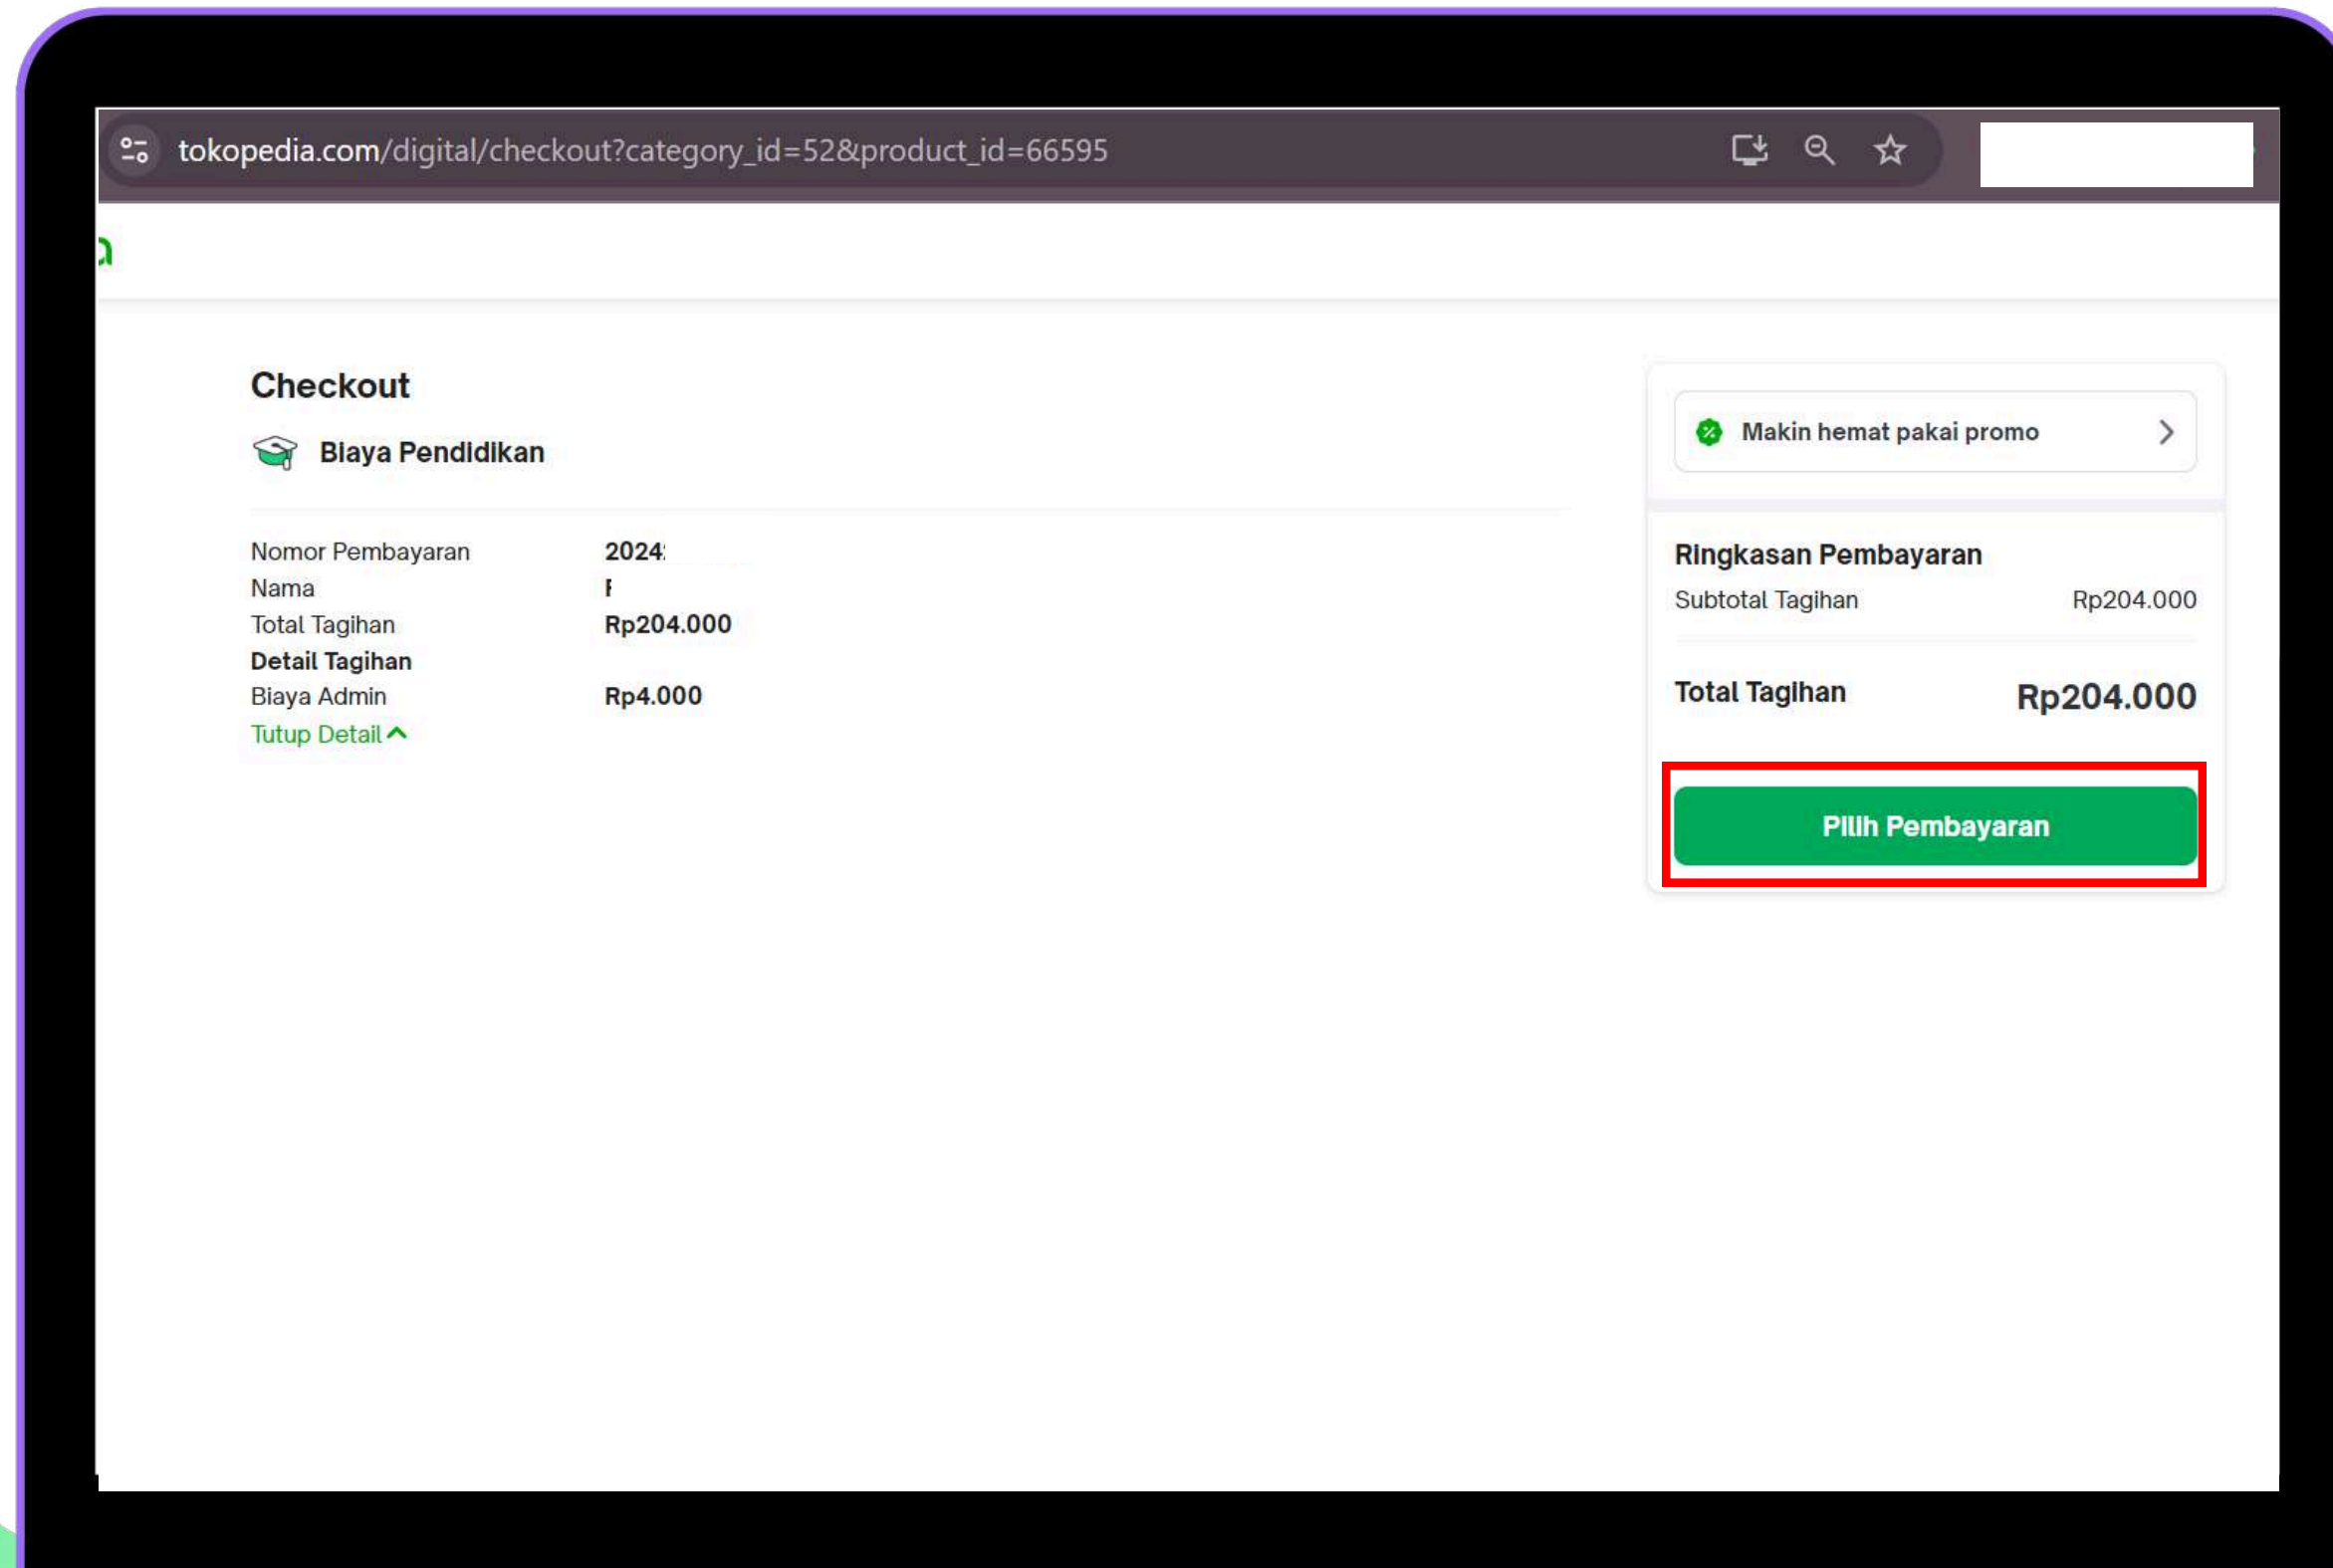 tokopedia.com/digital/checkout?category_id=52&product_id=66595
a
Checkout
Biaya Pendidikan
Nomor Pembayaran 2024
Nama
Total Tagihan Rp204.000
Detail Tagihan
Biaya Admin Rp4.000
Tutup Detail
Makin hemat pakai promo
Ringkasan Pembayaran
Subtotal Tagihan Rp204.000
Total Tagihan Rp204.000
Pilih Pembayaran